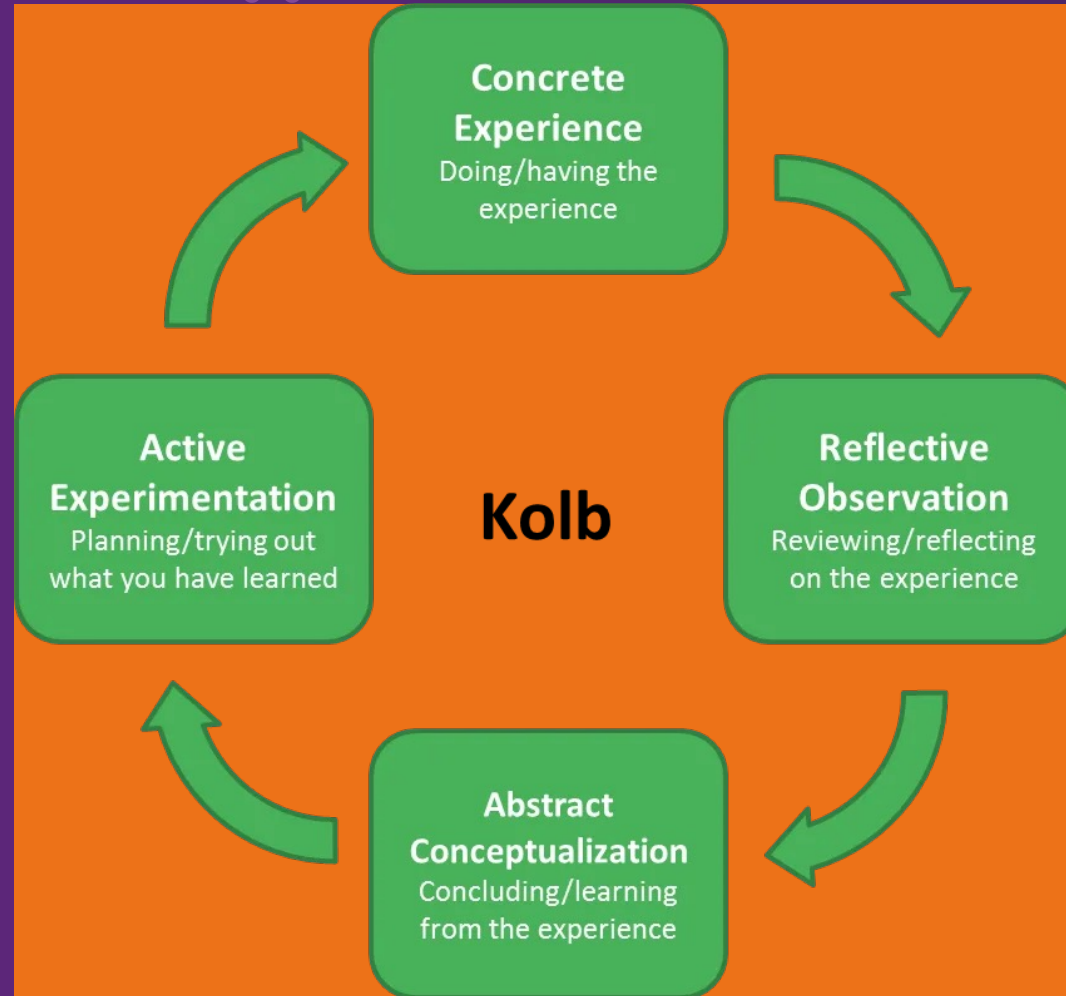 Concrete
Experience
Doing/having the
experience
Reflective
Observation
Reviewing/reflecting
on the experience
Abstract
Conceptualization
Concluding/learning
from the experience
Active
Experimentation
Planning/trying out
what you have learned
Kolb